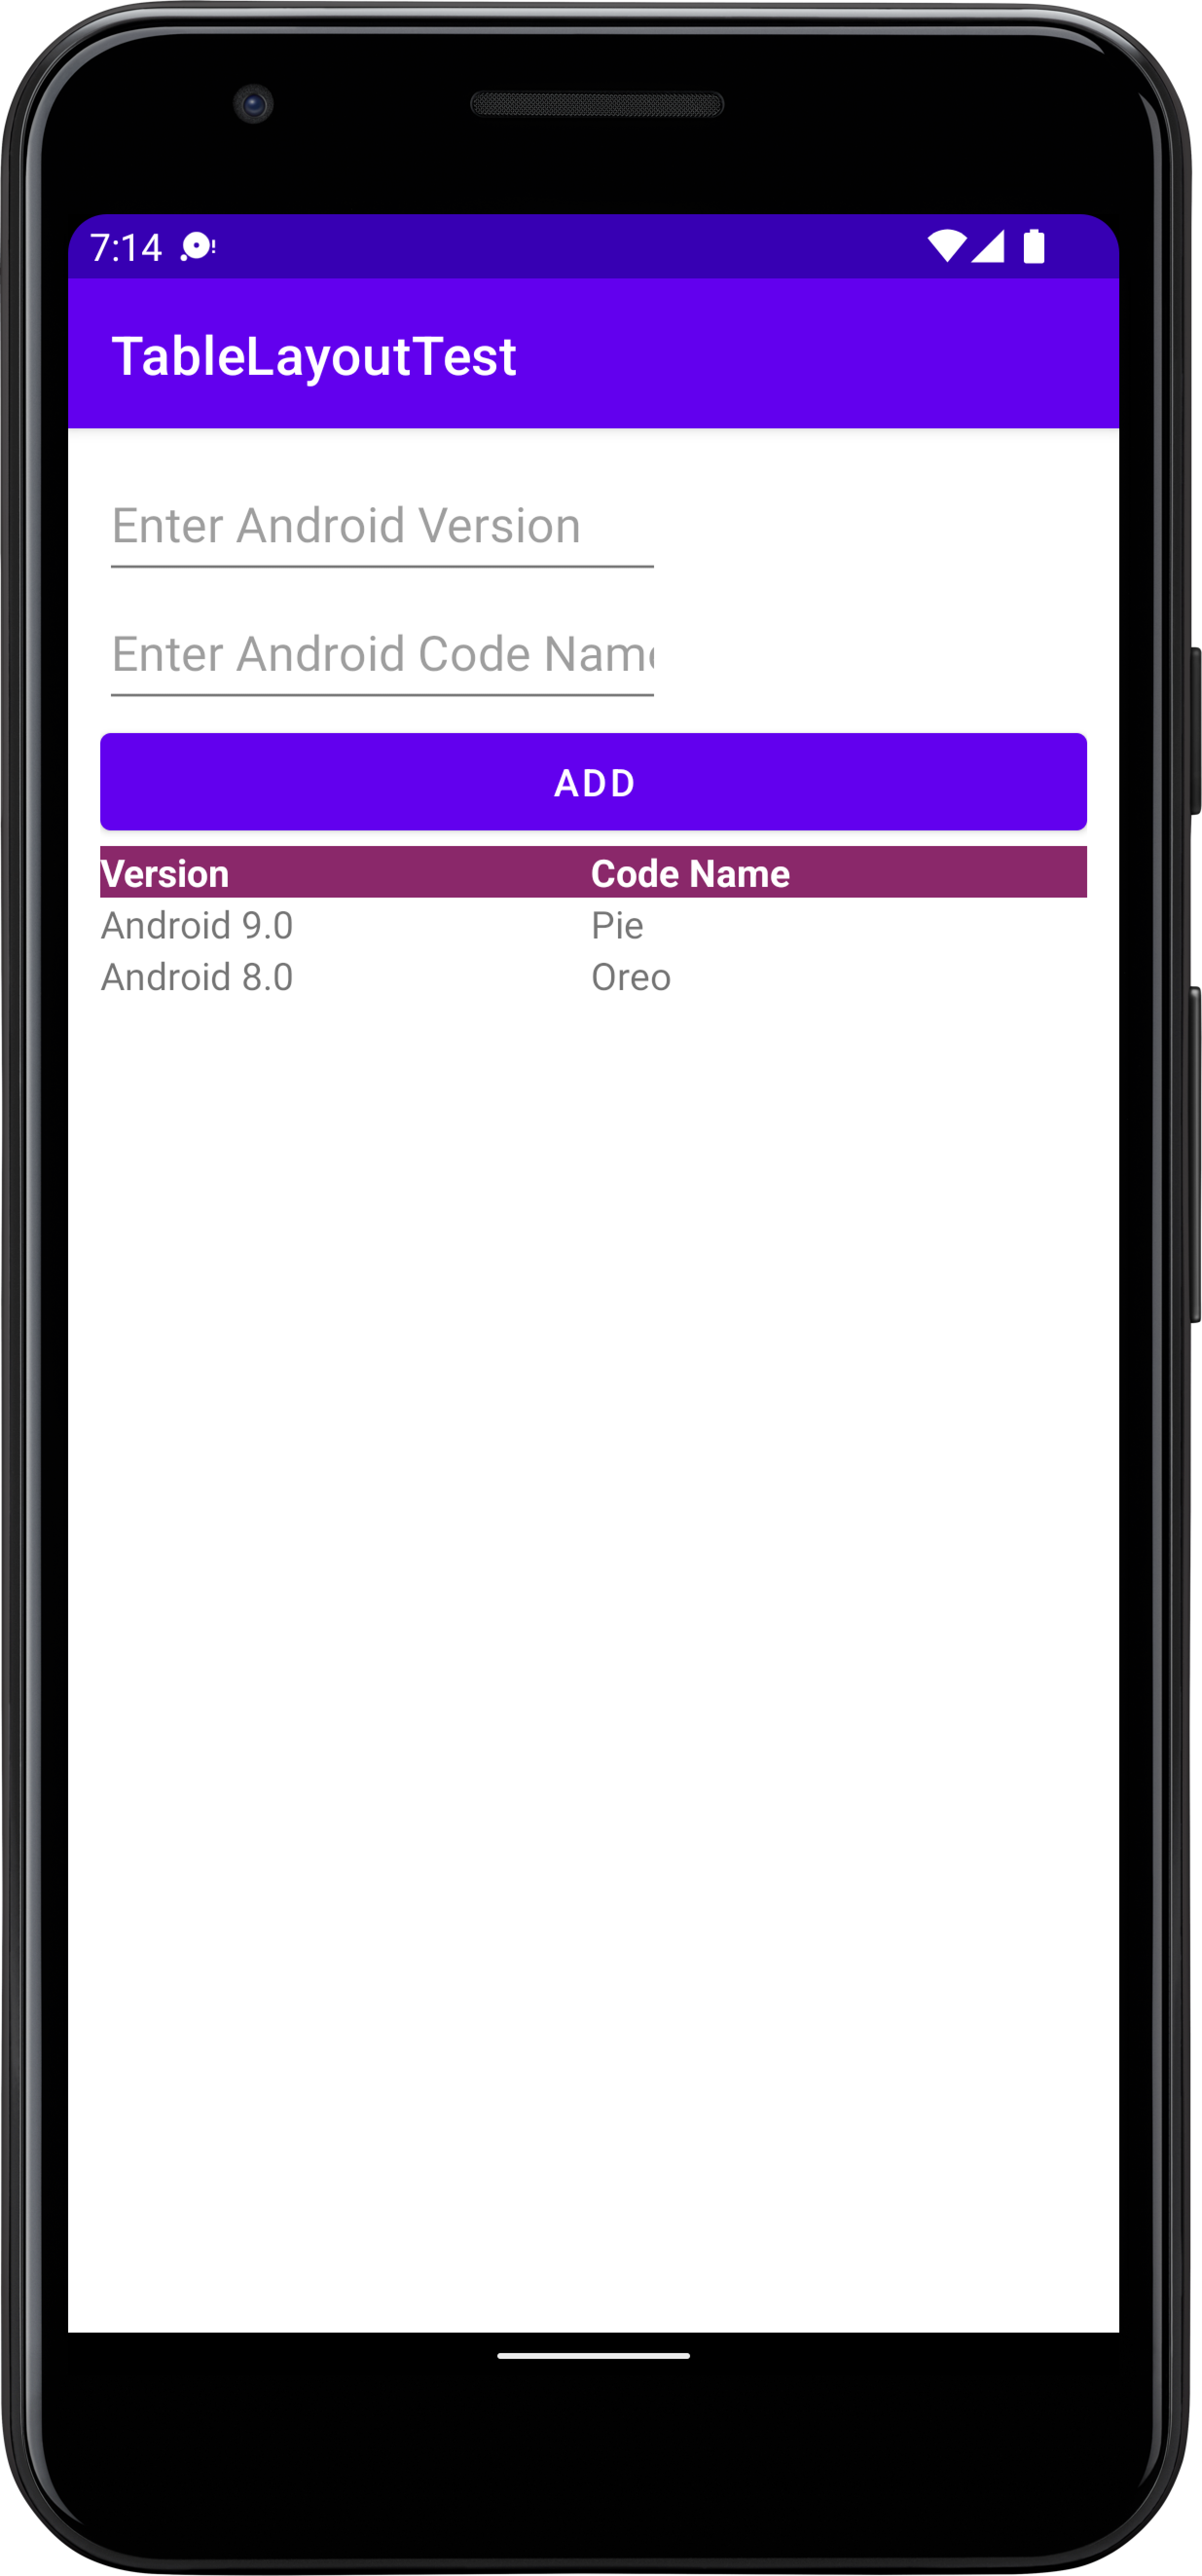 7:14
TableLayoutTest
Enter Android Version
Enter Android Code Nam
ADD
Version Code Name
Android 9.0 Pie
Android 8.0 Oreo